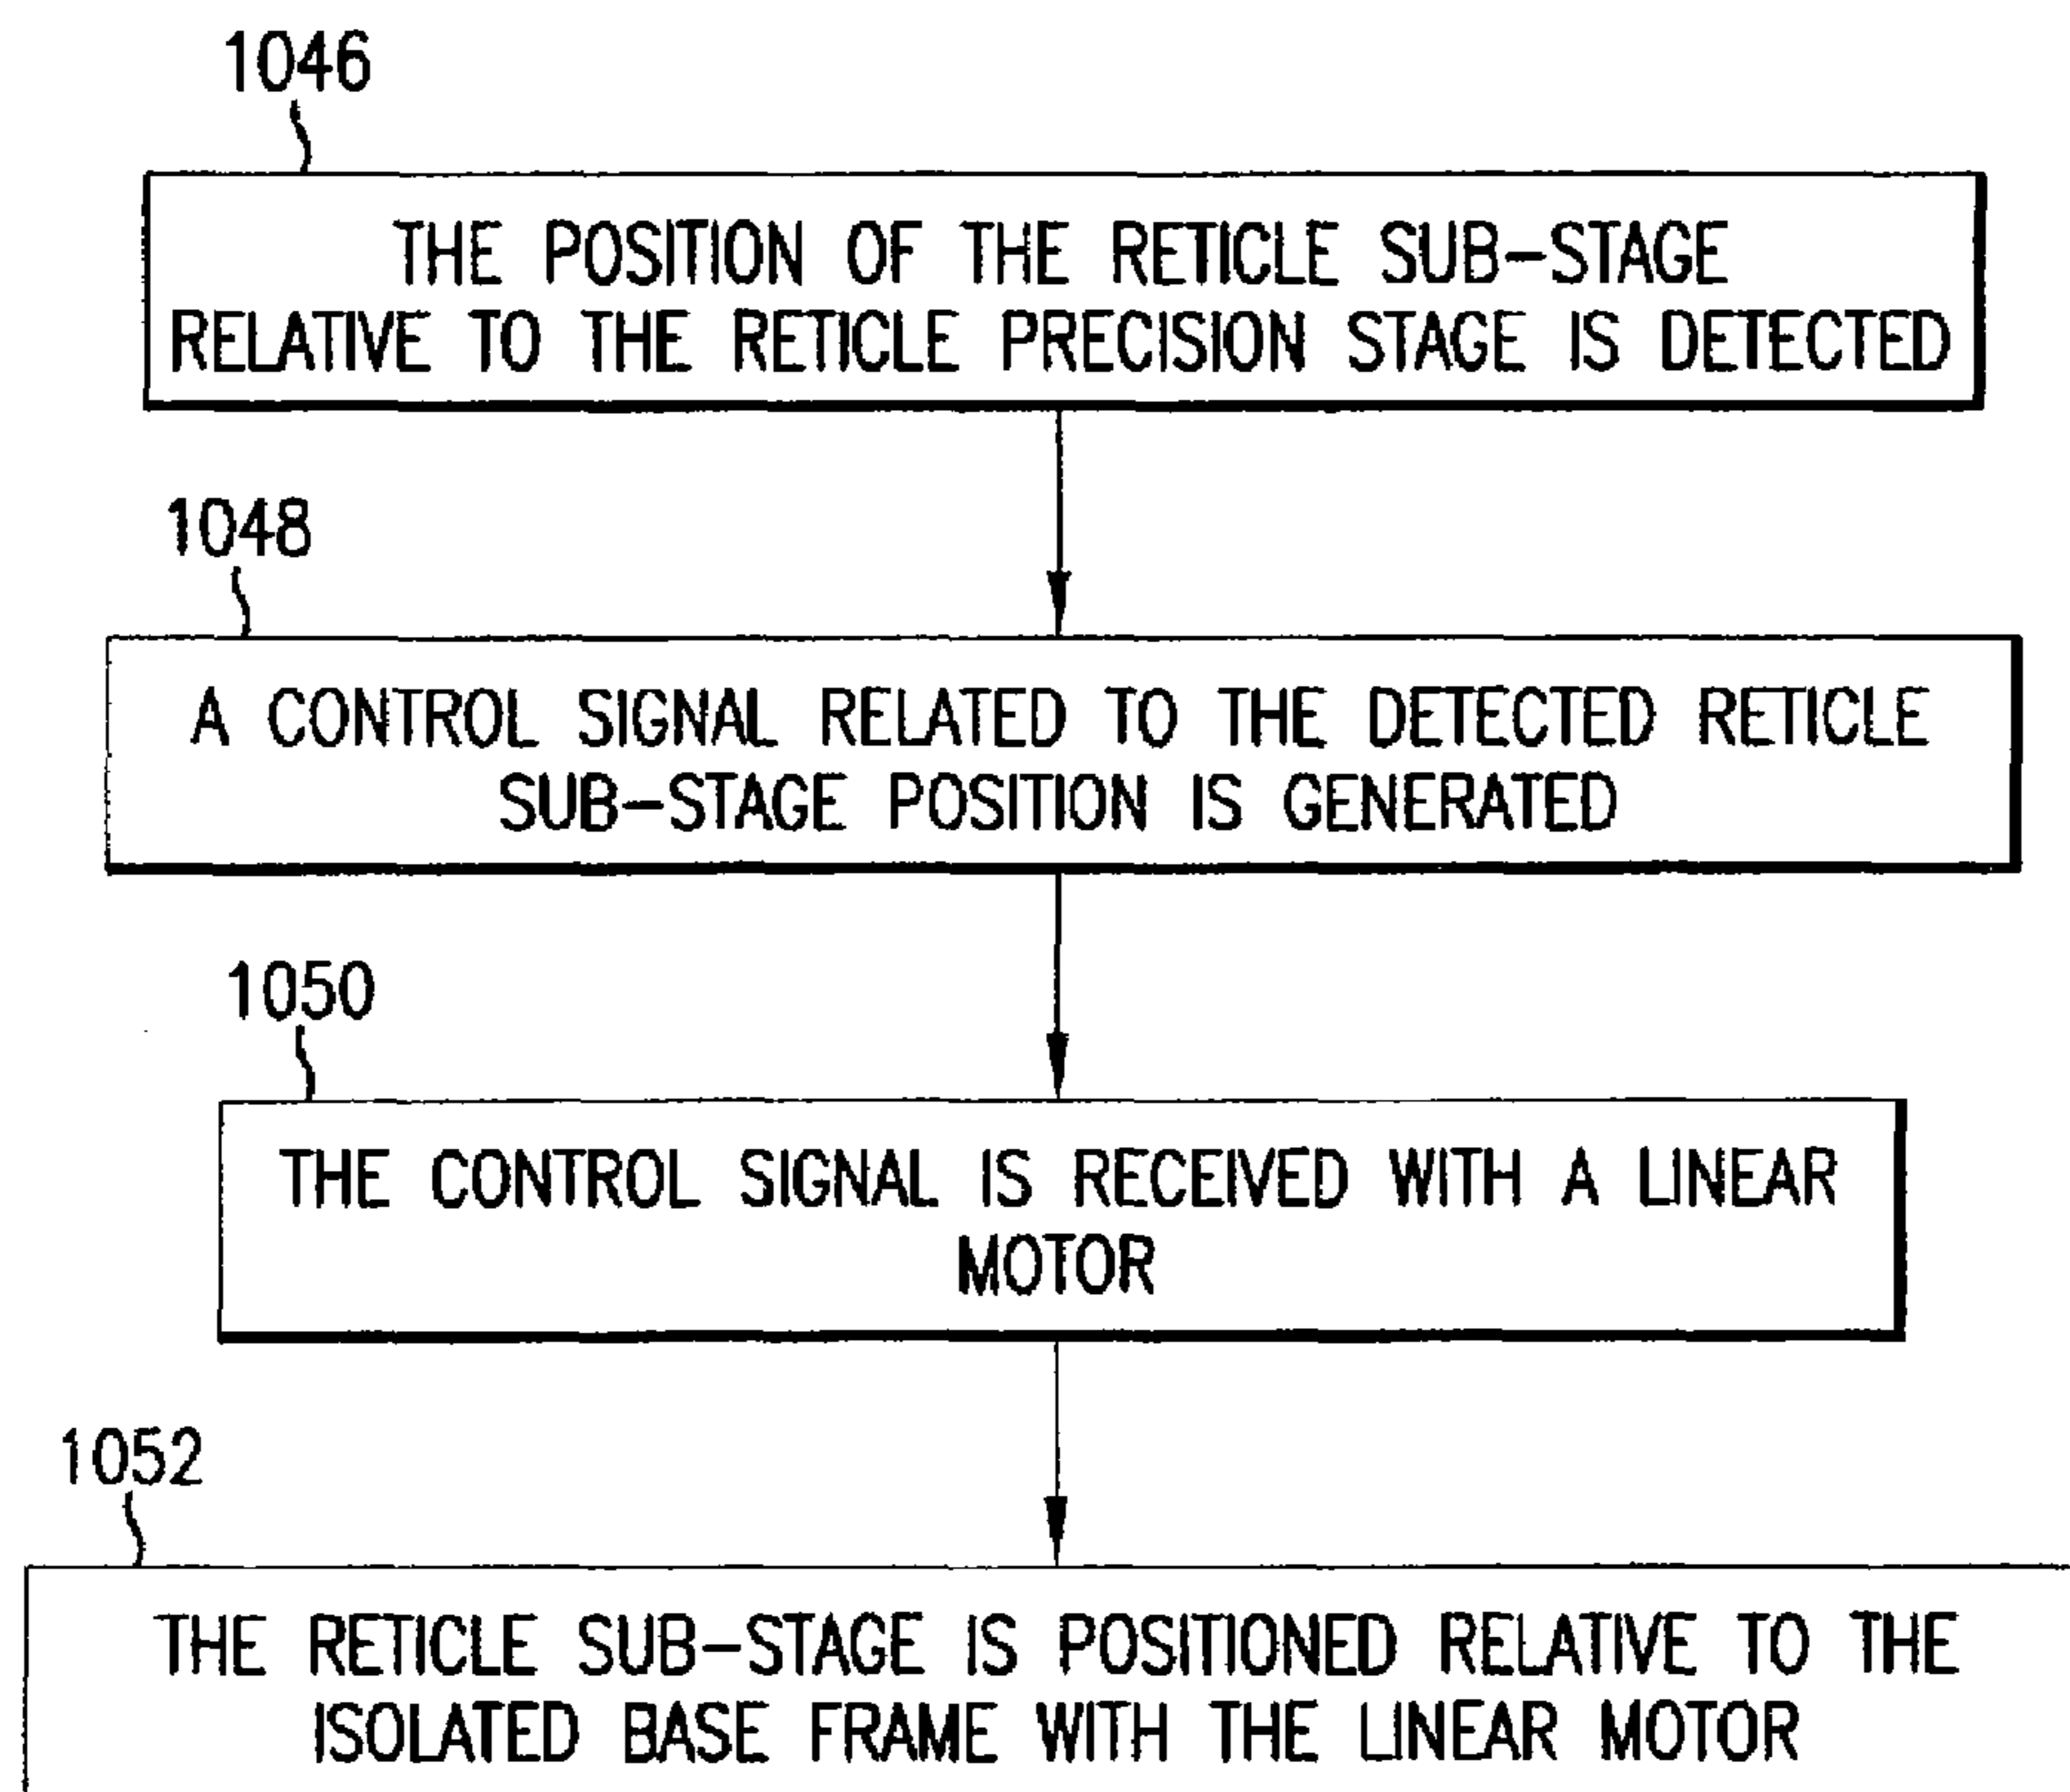 1046
THE POSITION OF THE RETICLE SUB-STAGE
RELATIVE TO THE RETICLE PRECISION STAGE IS DETECTED
1048
A CONTROL SIGNAL RELATED TO THE DETECTED RETICLE
SUB-STAGE POSITION IS GENERATED
1050
THE CONTROL SIGNAL IS RECEIVED WITH A LINEAR
MOTOR
1052
THE RETICLE SUB-STAGE IS POSITIONED RELATIVE TO THE
ISOLATED BASE FRAME WITH THE LINEAR MOTOR